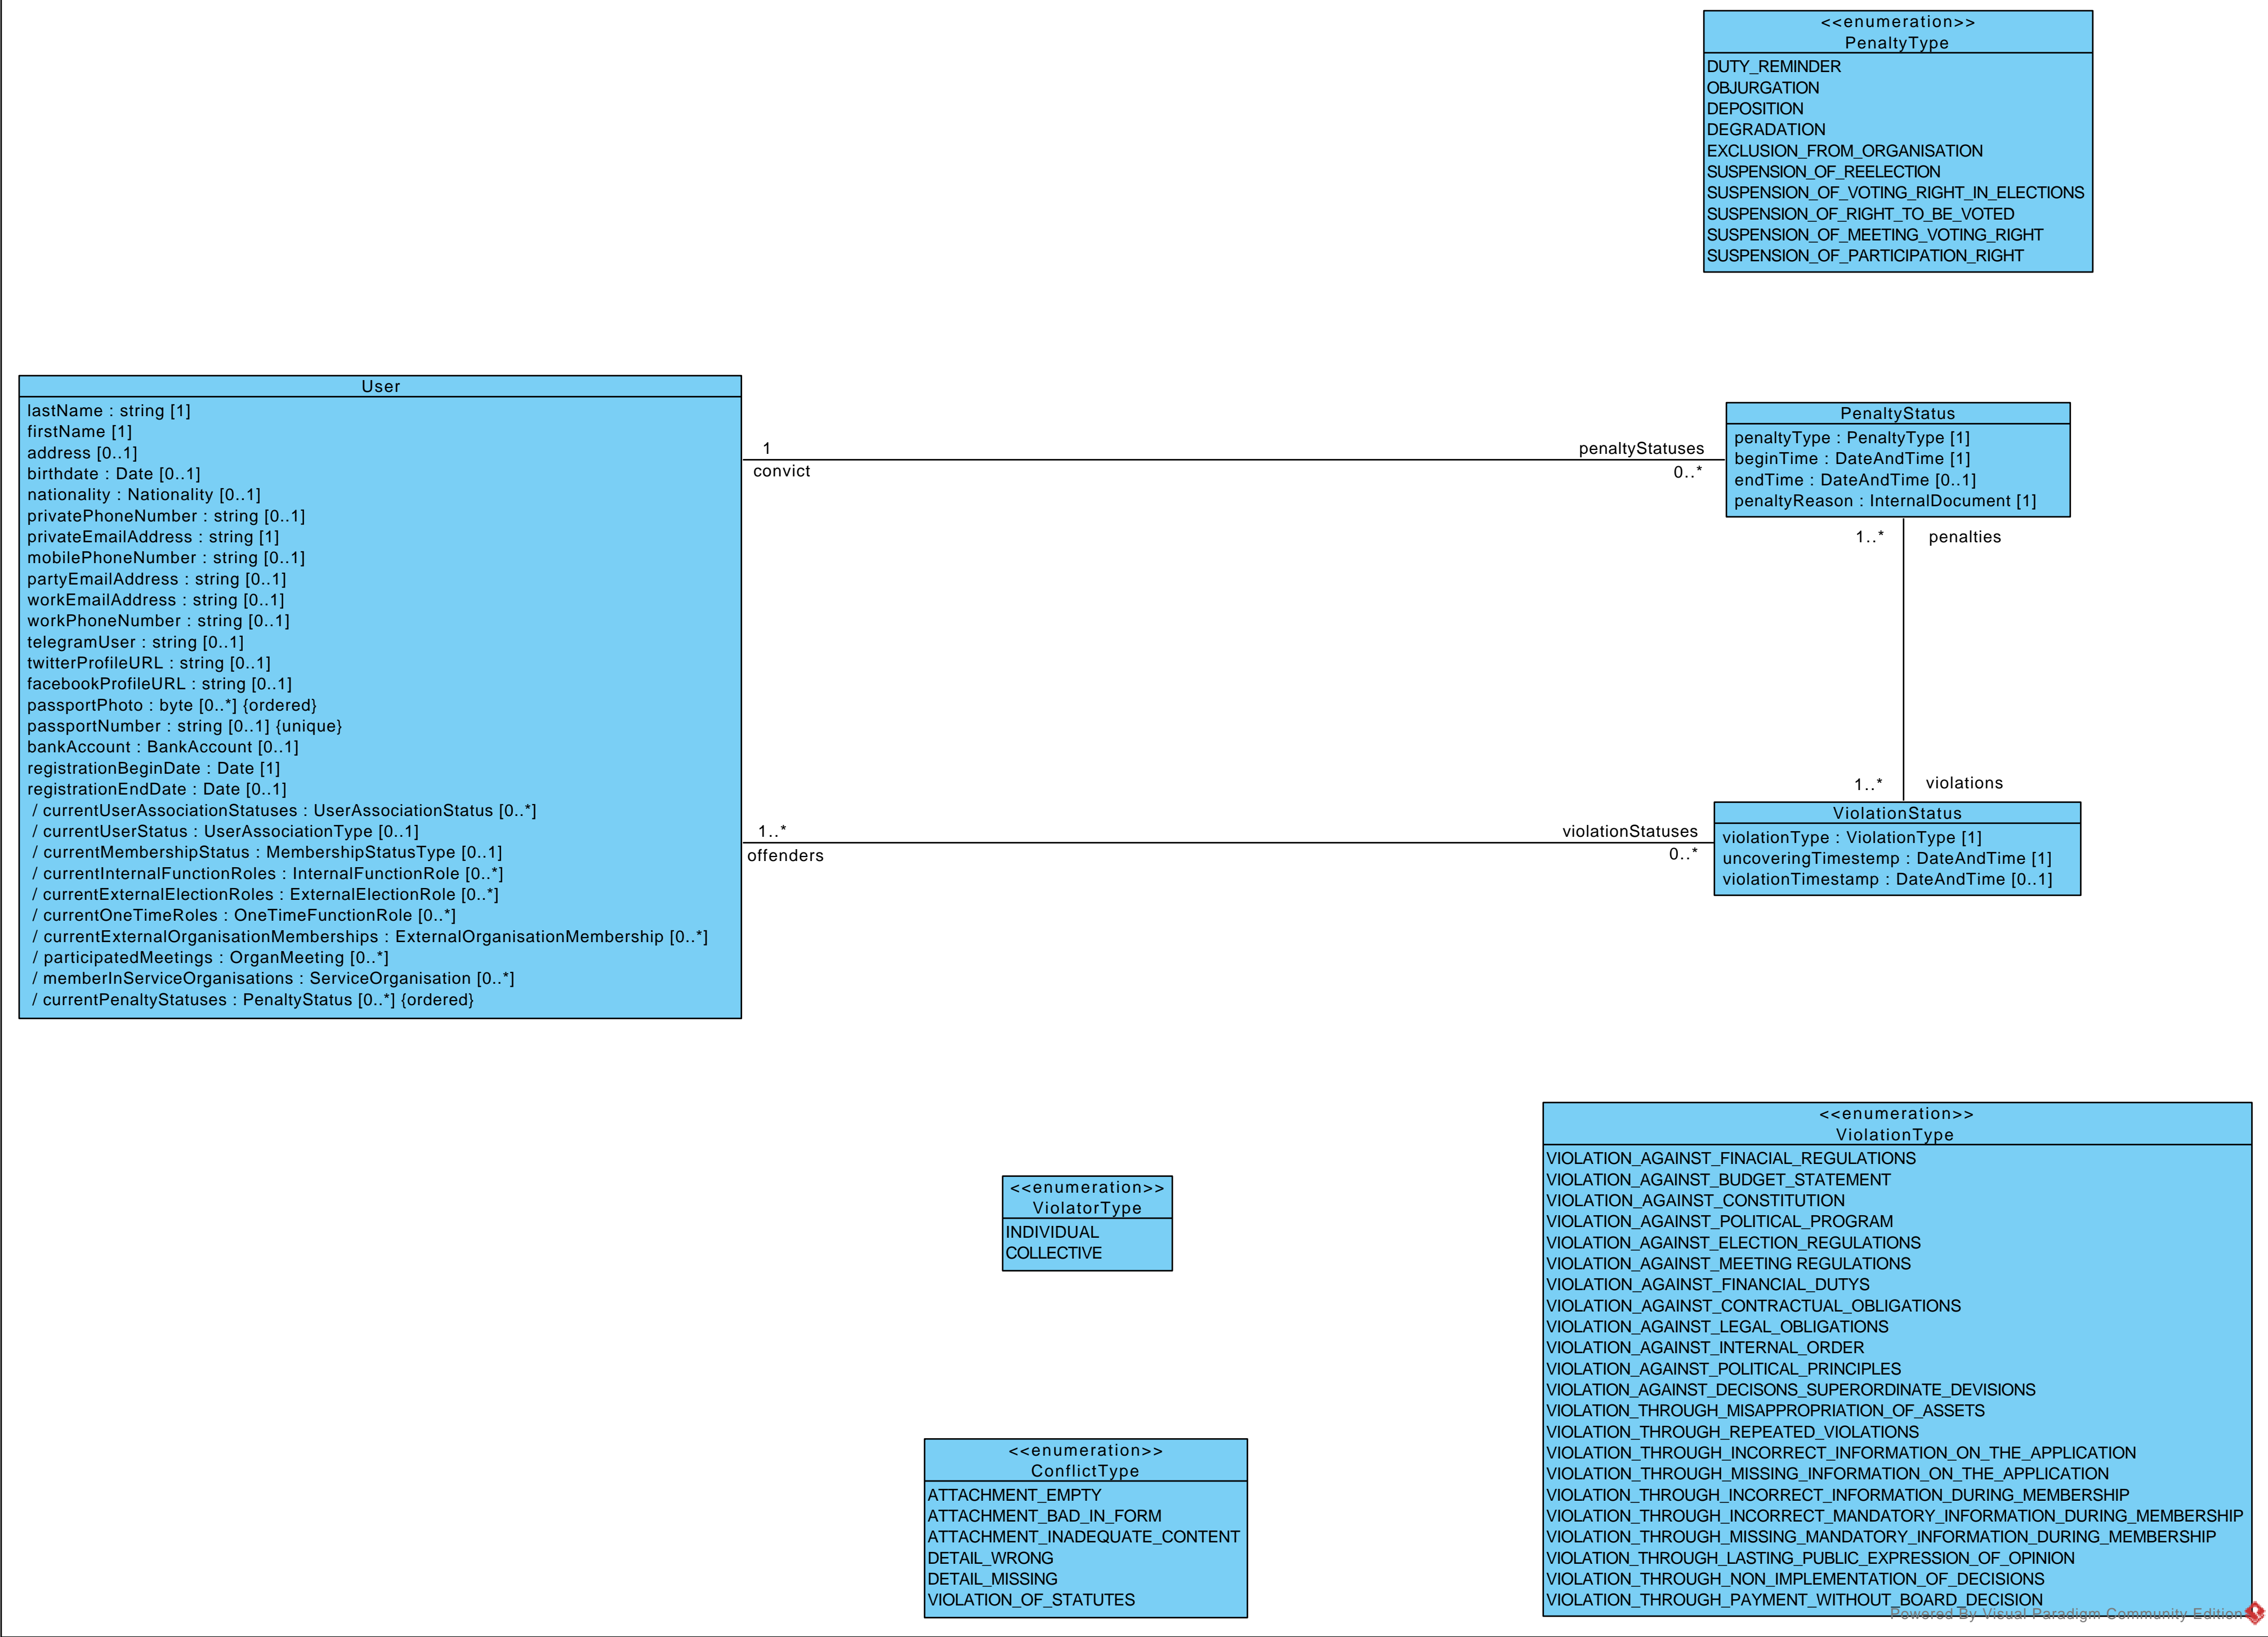 <<enumeration>>
PenaltyType
DUTY_REMINDER
OBJURGATION
DEPOSITION
DEGRADATION
EXCLUSION_FROM_ORGANISATION
SUSPENSION_OF_REELECTION
SUSPENSION_OF_VOTING_RIGHT_IN_ELECTIONS
SUSPENSION_OF_RIGHT_TO_BE_VOTED
SUSPENSION_OF_MEETING_VOTING_RIGHT
SUSPENSION_OF_PARTICIPATION_RIGHT
User
lastName : string [1]
firstName [1]
address [0..1]
birthdate : Date [0..1]
nationality : Nationality [0..1]
privatePhoneNumber : string [0..1]
privateEmailAddress : string [1]
mobilePhoneNumber : string [0..1]
partyEmailAddress : string [0..1]
workEmailAddress : string [0..1]
workPhoneNumber : string [0..1]
telegramUser : string [0..1]
twitterProfileURL : string [0..1]
facebookProfileURL : string [0..1]
passportPhoto : byte [0..*] {ordered}
passportNumber : string [0..1] {unique}
bankAccount : BankAccount [0..1]
registrationBeginDate : Date [1]
registrationEndDate : Date [0..1]
/ currentUserAssociationStatuses : UserAssociationStatus [0..*]
/ currentUserStatus : UserAssociationType [0..1]
/ currentMembershipStatus : MembershipStatusType [0..1]
/ currentInternalFunctionRoles : InternalFunctionRole [0..*]
/ currentExternalElectionRoles : ExternalElectionRole [0..*]
/ currentOneTimeRoles : OneTimeFunctionRole [0..*]
/ currentExternalOrganisationMemberships : ExternalOrganisationMembership [0..*]
/ participatedMeetings : OrganMeeting [0..*]
/ memberInServiceOrganisations : ServiceOrganisation [0..*]
/ currentPenaltyStatuses : PenaltyStatus [0..*] {ordered}
1
convict
penaltyStatuses
0..*
PenaltyStatus
penaltyType : PenaltyType [1]
beginTime : DateAndTime [1]
endTime : DateAndTime [0..1]
penaltyReason : InternalDocument [1]
1..*
penalties
1..*
violations
1..*
offenders
violationStatuses
0..*
ViolationStatus
violationType : ViolationType [1]
uncoveringTimestemp : DateAndTime [1]
violationTimestamp : DateAndTime [0..1]
<<enumeration>>
ViolatorType
INDIVIDUAL
COLLECTIVE
<<enumeration>>
ConflictType
ATTACHMENT_EMPTY
ATTACHMENT_BAD_IN_FORM
ATTACHMENT_INADEQUATE_CONTENT
DETAIL_WRONG
DETAIL_MISSING
VIOLATION_OF_STATUTES
<<enumeration>>
ViolationType
VIOLATION_AGAINST_FINACIAL_REGULATIONS
VIOLATION_AGAINST_BUDGET_STATEMENT
VIOLATION_AGAINST_CONSTITUTION
VIOLATION_AGAINST_POLITICAL_PROGRAM
VIOLATION_AGAINST_ELECTION_REGULATIONS
VIOLATION_AGAINST_MEETING REGULATIONS
VIOLATION_AGAINST_FINANCIAL_DUTYS
VIOLATION_AGAINST_CONTRACTUAL_OBLIGATIONS
VIOLATION_AGAINST_LEGAL_OBLIGATIONS
VIOLATION_AGAINST_INTERNAL_ORDER
VIOLATION_AGAINST_POLITICAL_PRINCIPLES
VIOLATION_AGAINST_DECISONS_SUPERORDINATE_DEVISIONS
VIOLATION_THROUGH_MISAPPROPRIATION_OF_ASSETS
VIOLATION_THROUGH_REPEATED_VIOLATIONS
VIOLATION_THROUGH_INCORRECT_INFORMATION_ON_THE_APPLICATION
VIOLATION_THROUGH_MISSING_INFORMATION_ON_THE_APPLICATION
VIOLATION_THROUGH_INCORRECT_INFORMATION_DURING_MEMBERSHIP
VIOLATION_THROUGH_INCORRECT_MANDATORY_INFORMATION_DURING_MEMBERSHIP
VIOLATION_THROUGH_MISSING_MANDATORY_INFORMATION_DURING_MEMBERSHIP
VIOLATION_THROUGH_LASTING_PUBLIC_EXPRESSION_OF_OPINION
VIOLATION_THROUGH_NON_IMPLEMENTATION_OF_DECISIONS
VIOLATION_THROUGH_PAYMENT_WITHOUT_BOARD_DECISION
Powered By Visual Paradigm Community Edition